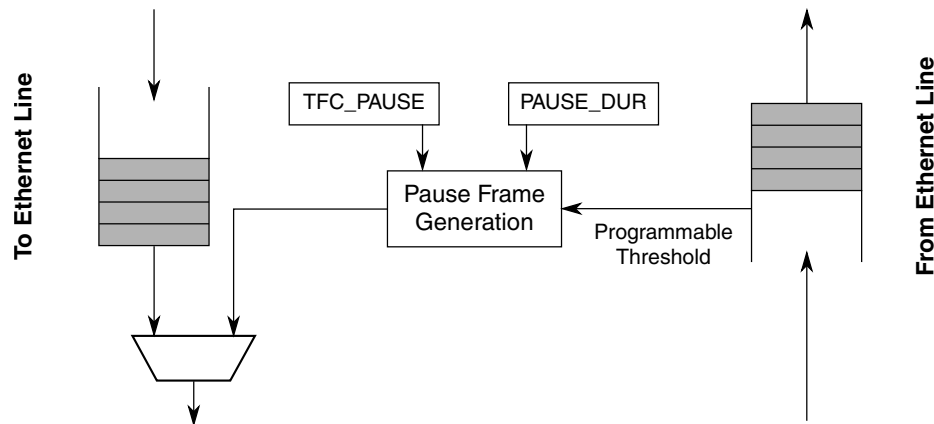 To Ethernet Line
TFC_PAUSE
PAUSE_DUR
Pause Frame
Generation
Programmable
Threshold
From Ethernet Line